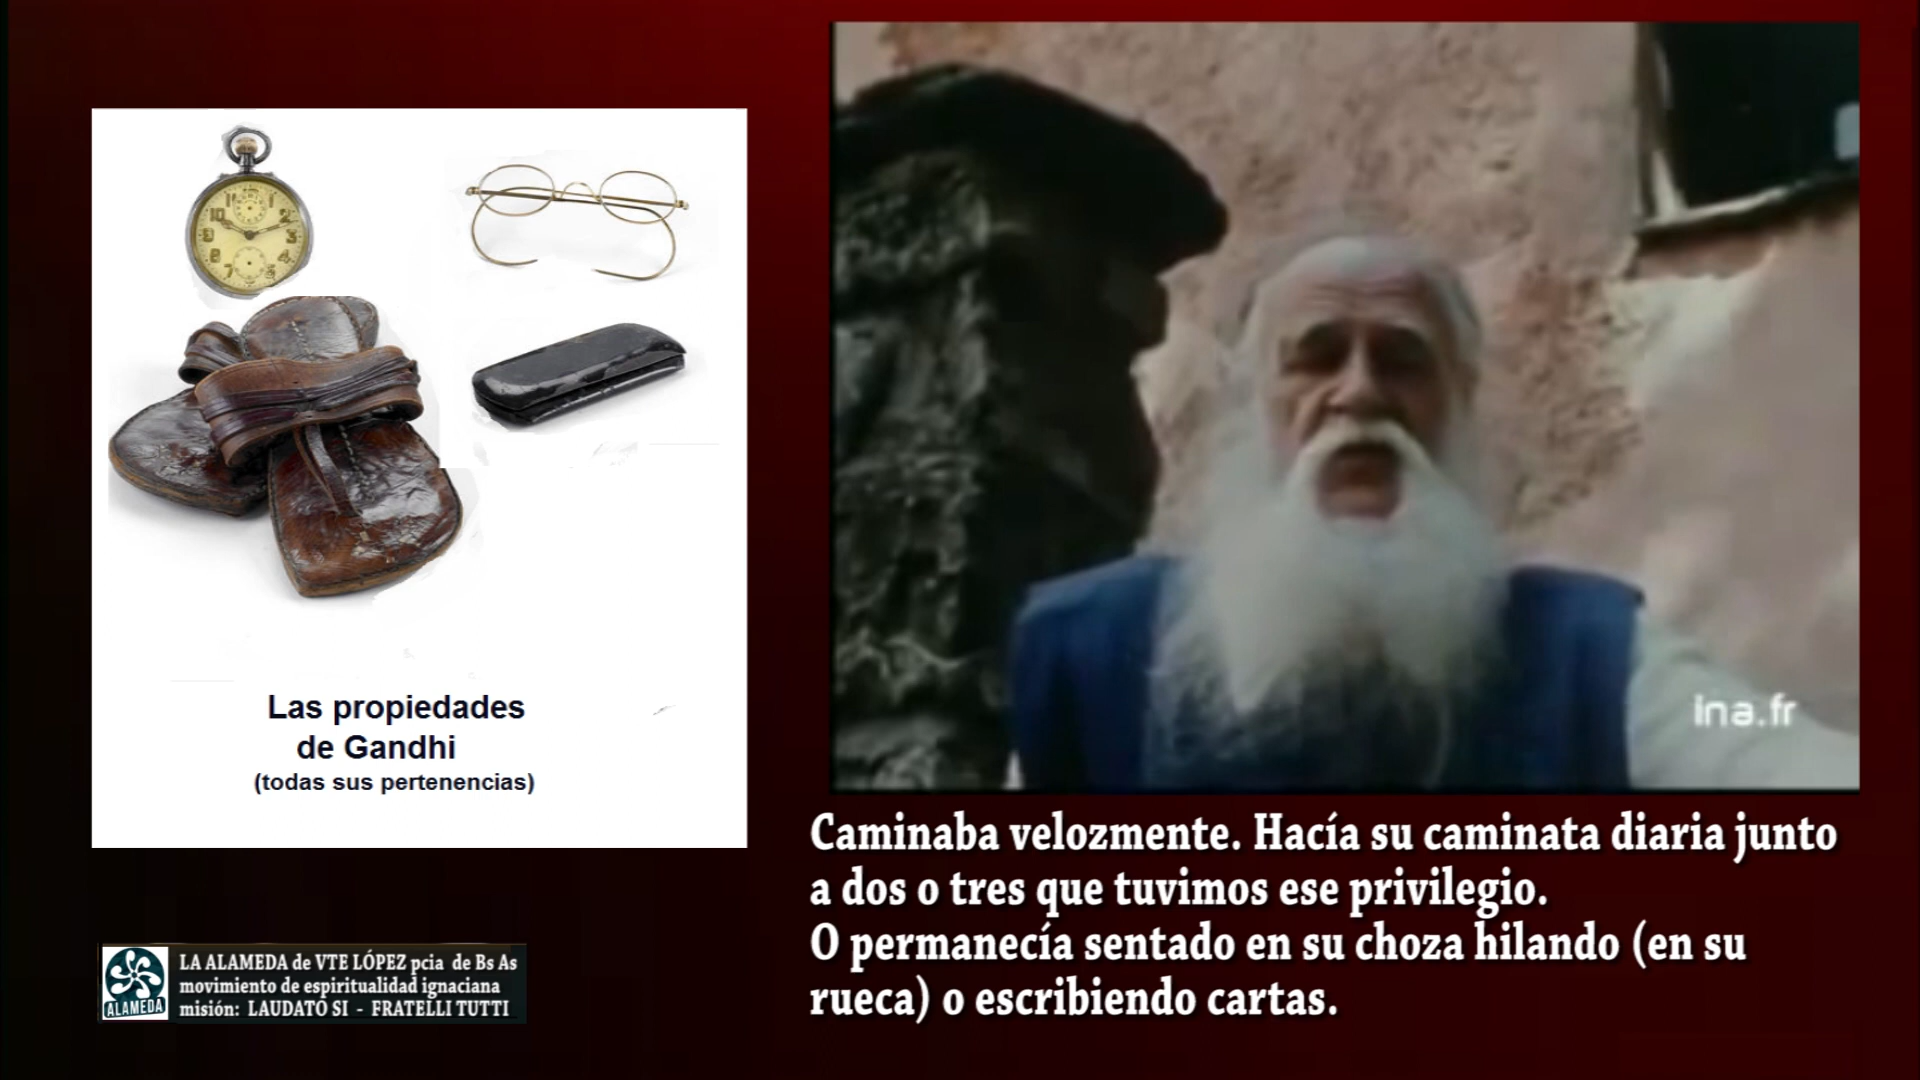 Las propiedades
de Gandhi
(todas sus pertenencias)
ina.fr
Caminaba velozmente. Hacía su caminata diaria junto
a dos o tres que tuvimos ese privilegio.
O permanecía sentado en su choza hilando (en su
rueca) o escribiendo cartas.
ALAMEDA
LA ALAMEDA de VTE LÓPEZ pcia de Bs As
movimiento de espiritualidad ignaciana
misión: LAUDATO SI - FRATELLI TUTTI